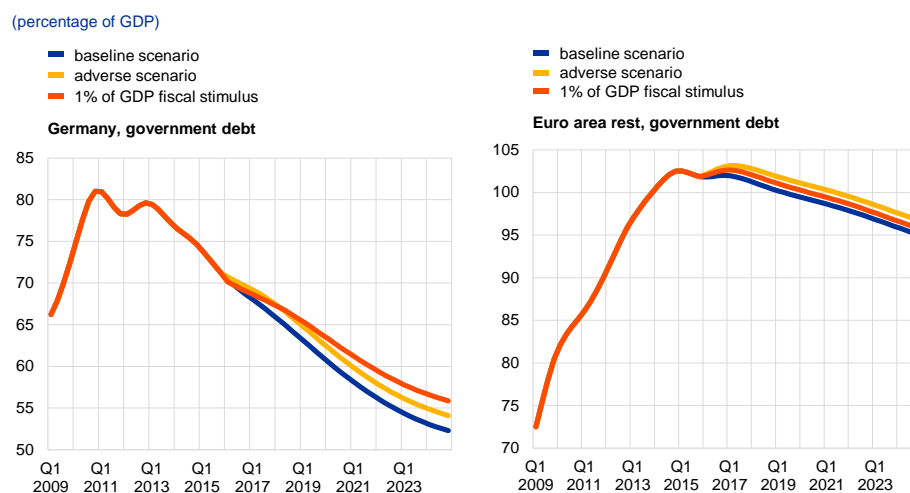 (percentage of GDP)
baseline scenario
adverse scenario
1% of GDP fiscal stimulus
Germany, government debt
85
80
75
70
65
60
55
50
Q1 Q1 Q1 Q1 Q1 Q1 Q1 Q1
2009 2011 2013 2015 2017 2019 2021 2023
baseline scenario
adverse scenario
1% of GDP fiscal stimulus
Euro area rest, government debt
105
100
95
90
85
80
75
70
Q1 Q1 Q1 Q1 Q1 Q1 Q1 Q1
2009 2011 2013 2015 2017 2019 2021 2023